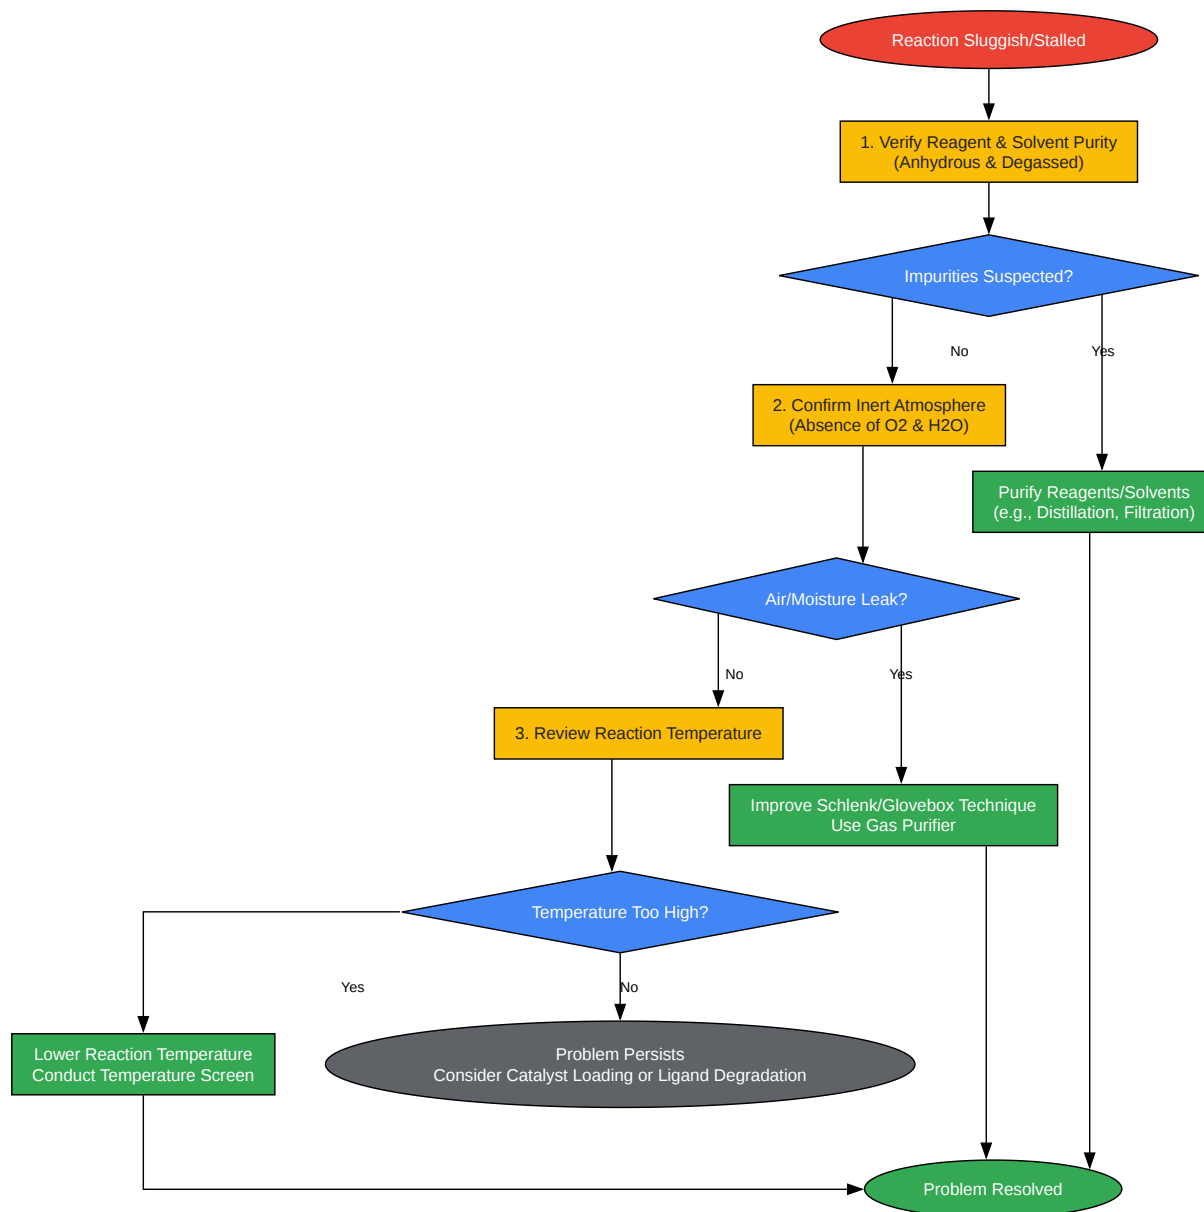 Reaction Sluggish/Stalled
1. Verify Reagent & Solvent Purity
(Anhydrous & Degassed)
Impurities Suspected?
No
Yes
2. Confirm Inert Atmosphere
(Absence of O2 & H2O)
Purify Reagents/Solvents
(e.g., Distillation, Filtration)
Air/Moisture Leak?
No
Yes
3. Review Reaction Temperature
Improve Schlenk/Glovebox Technique
Use Gas Purifier
Temperature Too High?
Yes
No
Lower Reaction Temperature
Conduct Temperature Screen
Problem Persists
Consider Catalyst Loading or Ligand Degradation
Problem Resolved